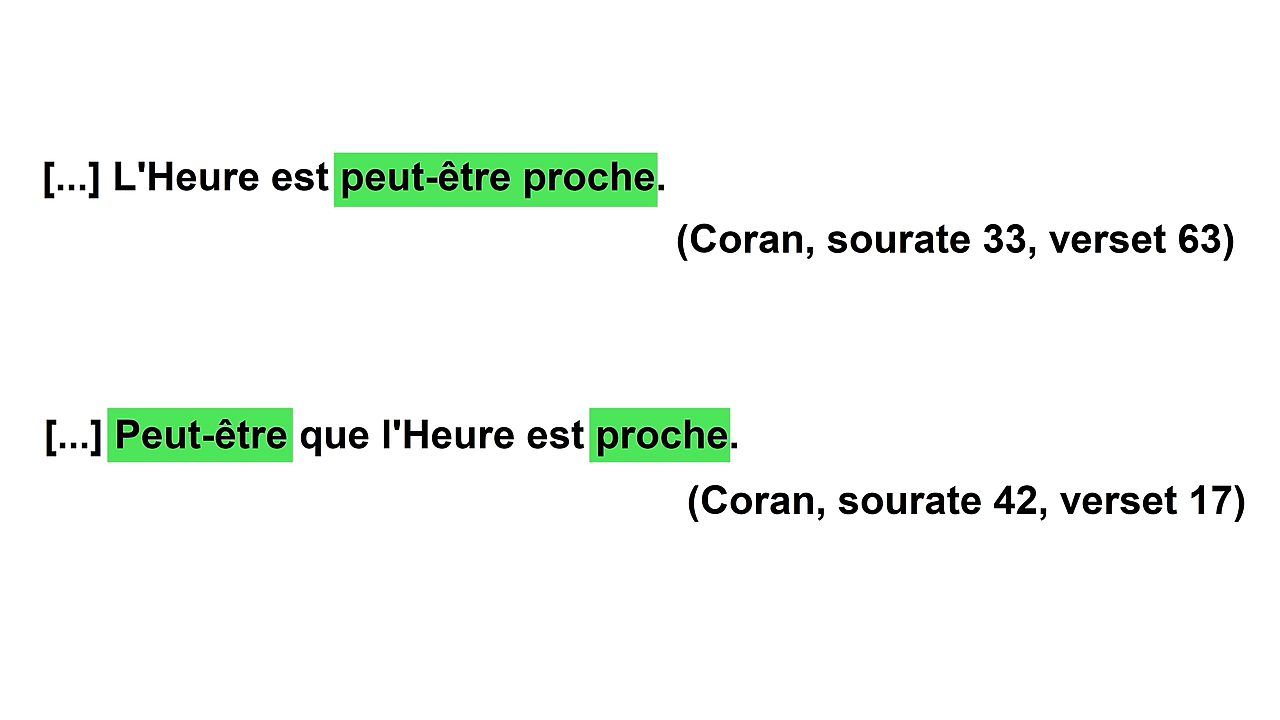 [...] L'Heure est peut-être proche.
(Coran, sourate 33, verset 63)
[...] Peut-être que l'Heure est proche.
(Coran, sourate 42, verset 17)